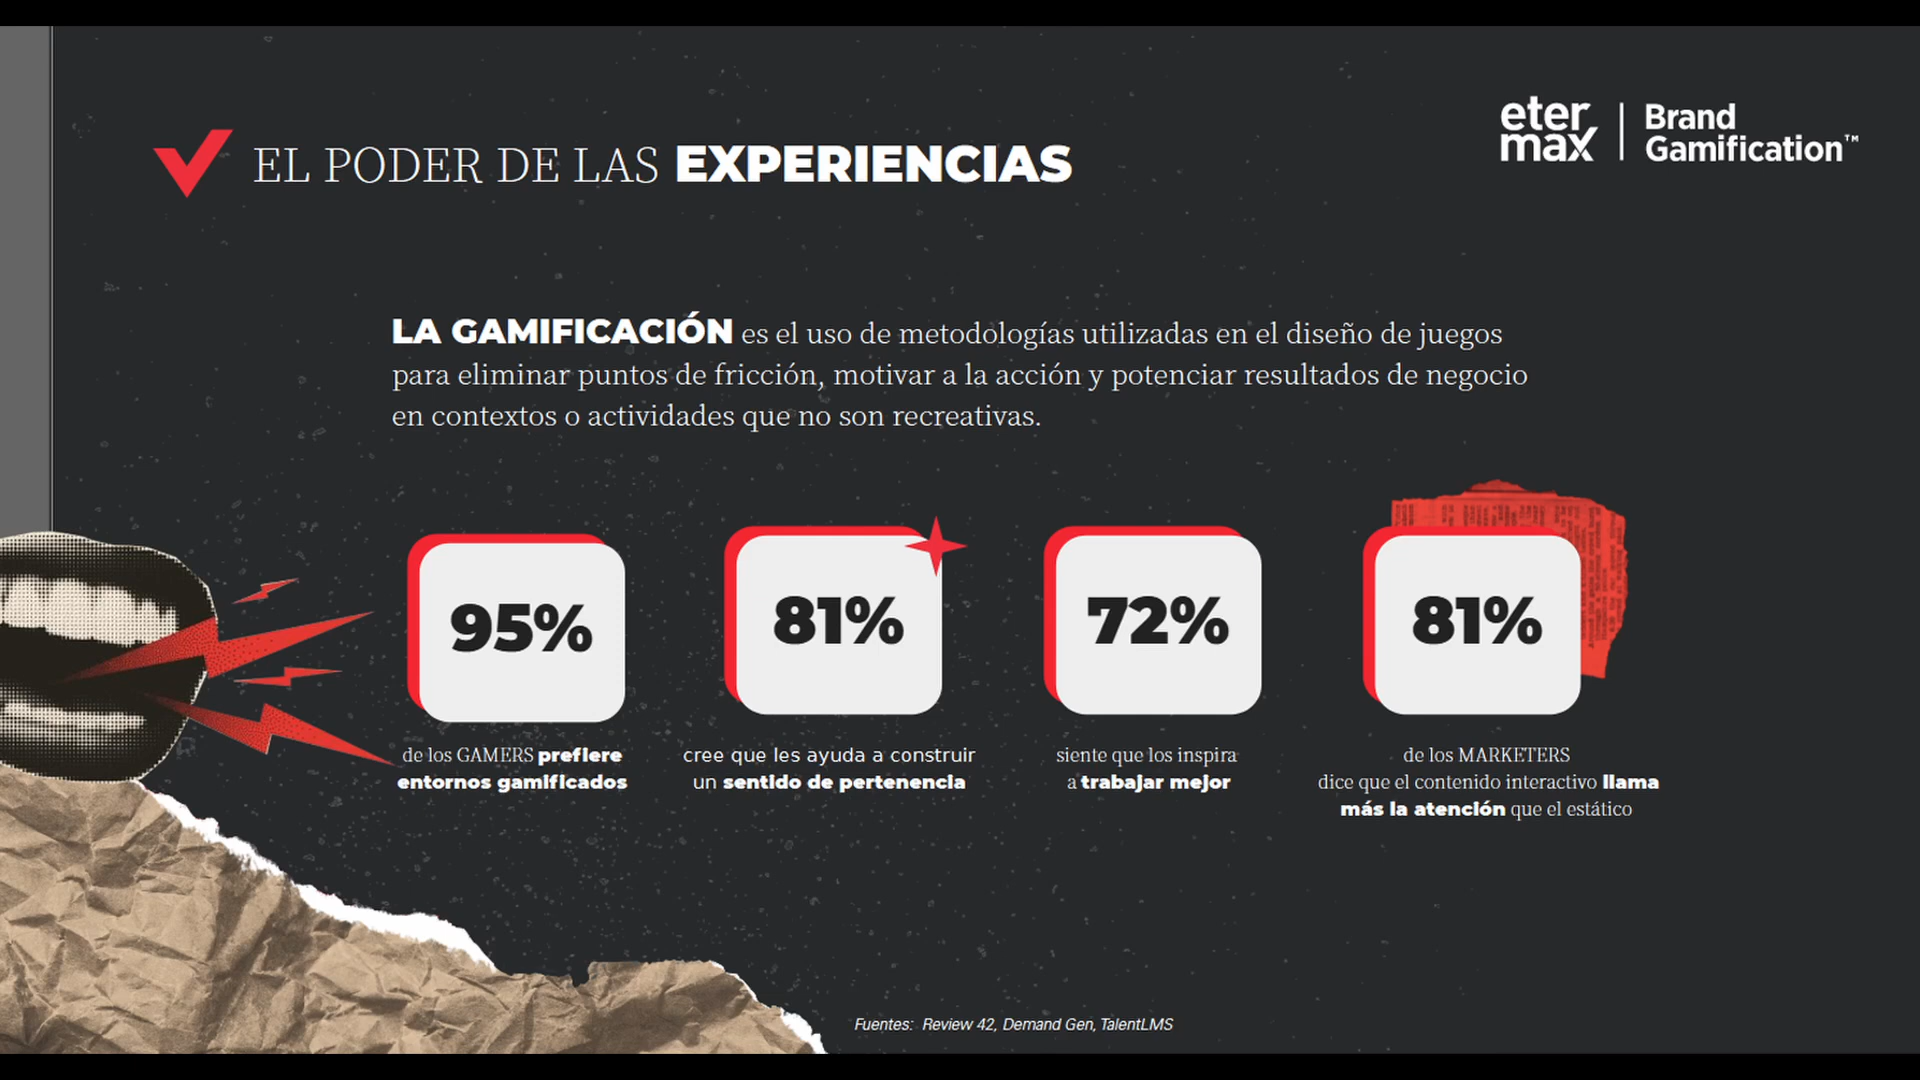 EL PODER DE LAS EXPERIENCIAS
eter
max
Brand
Gamification™
LA GAMIFICACIÓN es el uso de metodologías utilizadas en el diseño de juegos
para eliminar puntos de fricción, motivar a la acción y potenciar resultados de negocio
en contextos o actividades que no son recreativas.
95%
de los GAMERS prefiere
entornos gamificados
81%
cree que les ayuda a construir
un sentido de pertenencia
72%
siente que los inspira
a trabajar mejor
81%
de los MARKETERS
dice que el contenido interactivo llama
más la atención que el estático
Fuentes: Review 42, Demand Gen, TalentLMS